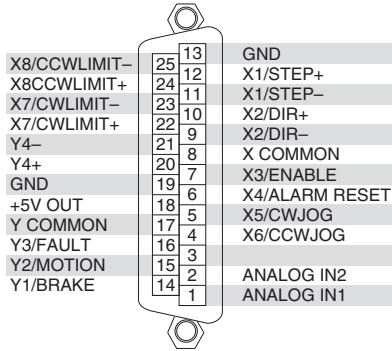 X8/CCWLIMIT–
X8CCWLIMIT+
X7/CWLIMIT–
X7/CWLIMIT+
Y4–
Y4+
GND
+5V OUT
Y COMMON
Y3/FAULT
Y2/MOTION
Y1/BRAKE
25
24
23
22
21
20
19
18
17
16
15
14
13
12
11
10
9
8
7
6
5
4
3
2
1
GND
X1/STEP+
X1/STEP–
X2/DIR+
X2/DIR–
X COMMON
X3/ENABLE
X4/ALARM RESET
X5/CWJOG
X6/CCWJOG
ANALOG IN2
ANALOG IN1